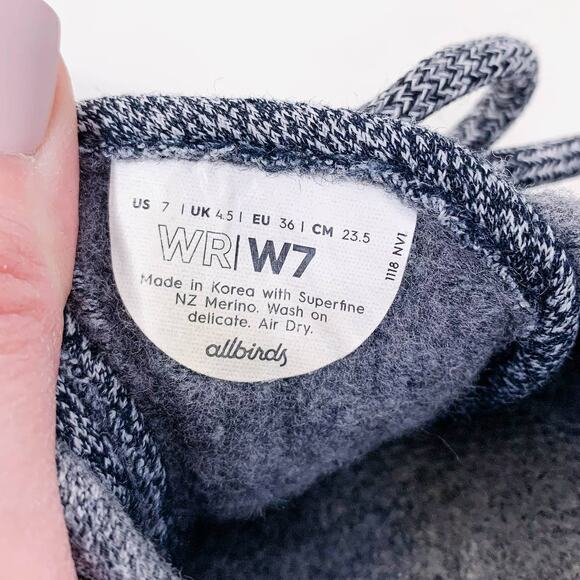 US 7 | UK 4.5 | EU 36 | CM 23.5
WR|W7
Made in Korea with Superfine
NZ Merino. Wash on
delicate. Air Dry.
allbirds
1118 NV1